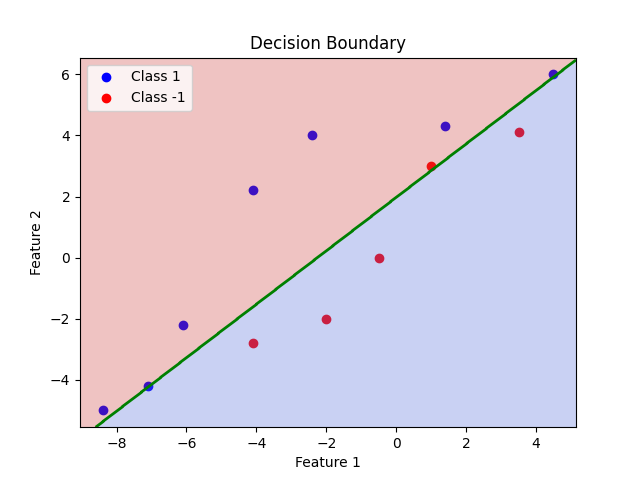 Decision Boundary
Class 1
Class -1
6
4
2
0
−2
−4
Feature 2
−8 −6 −4 −2 0 2 4
Feature 1